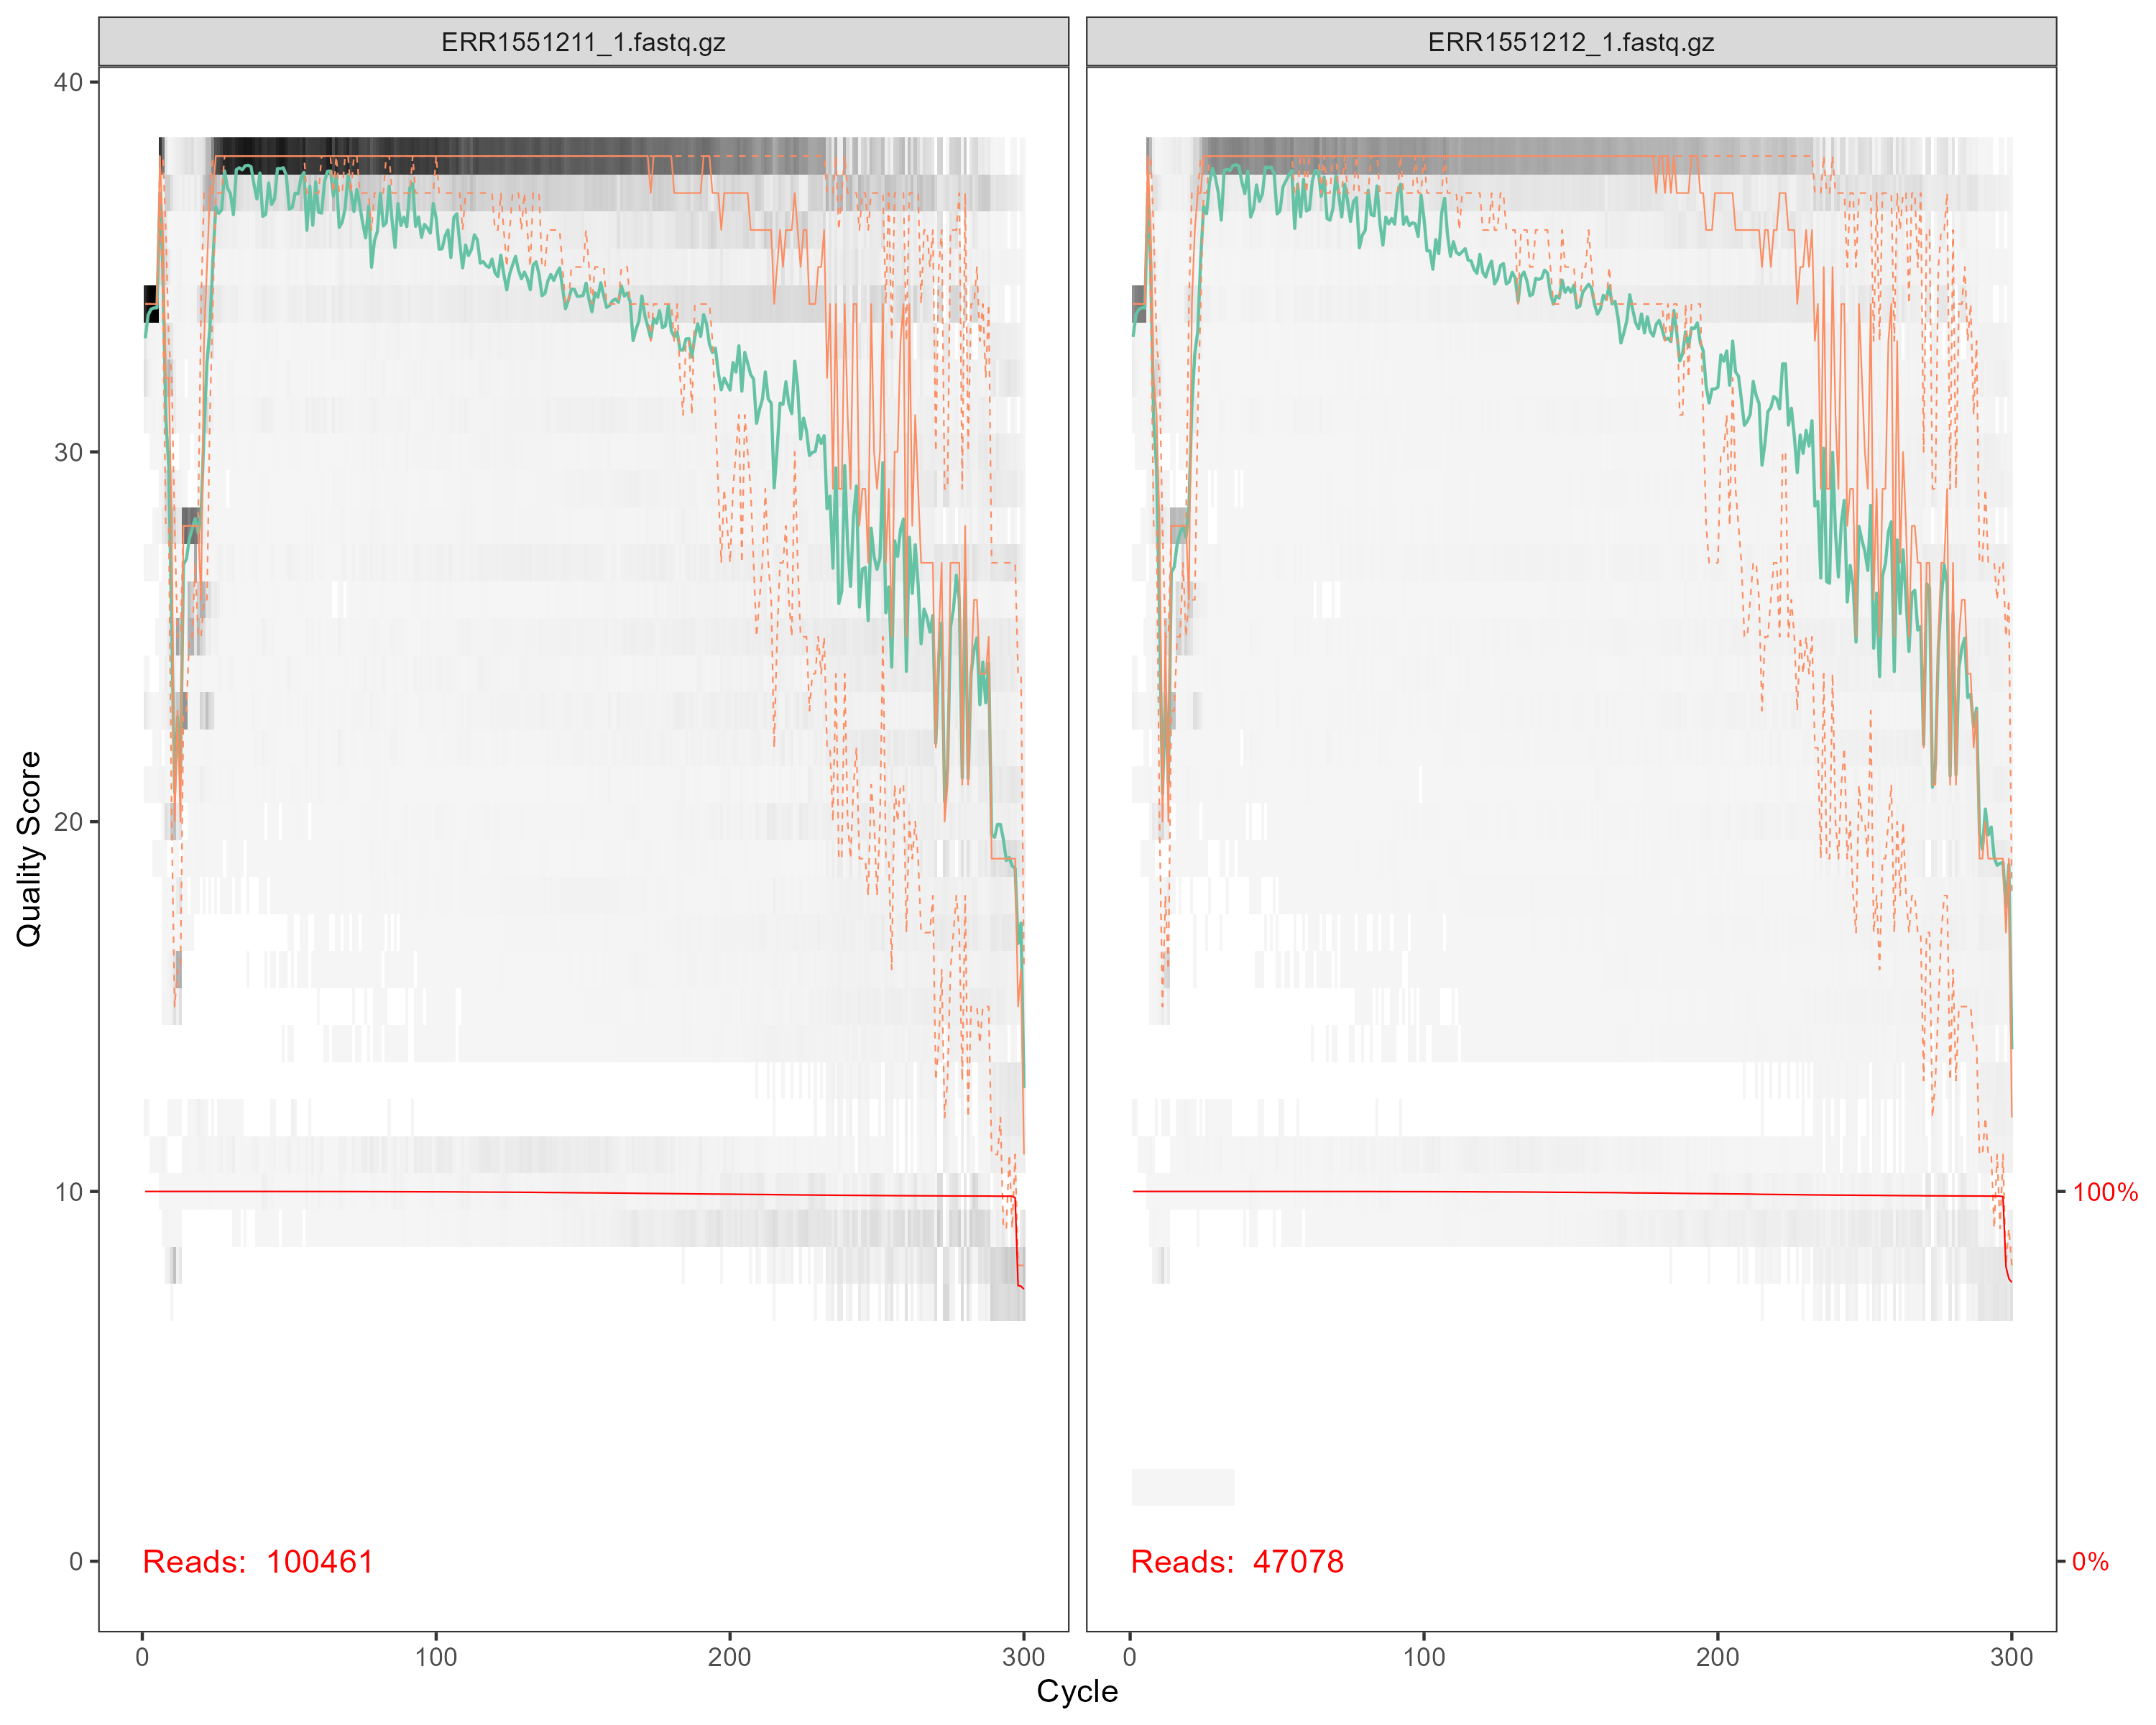 ERR1551211_1.fastq.gz ERR1551212_1.fastq.gz
40
30
20
10
0
Quality Score
100%
0%
Reads: 100461
Reads: 47078
0 100 200 300
0 100 200 300
Cycle